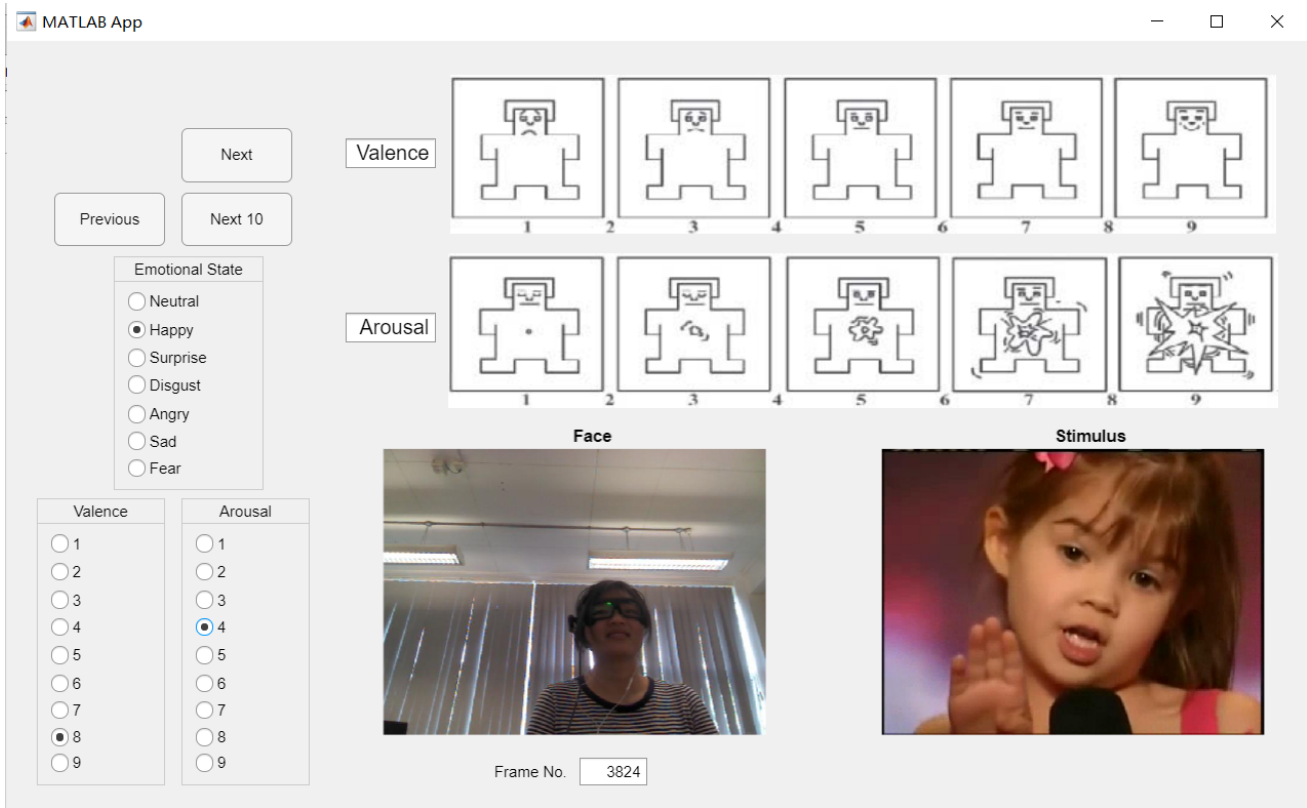 MATLAB App
Next
Previous
Next 10
Valence
1 2 3 4 5 6 7 8 9
Arousal
1 2 3 4 5 6 7 8 9
Emotional State
Neutral
Happy
Surprise
Disgust
Angry
Sad
Fear
Valence
1
2
3
4
5
6
7
8
9
Arousal
1
2
3
4
5
6
7
8
9
Face
Stimulus
Frame No. 3824